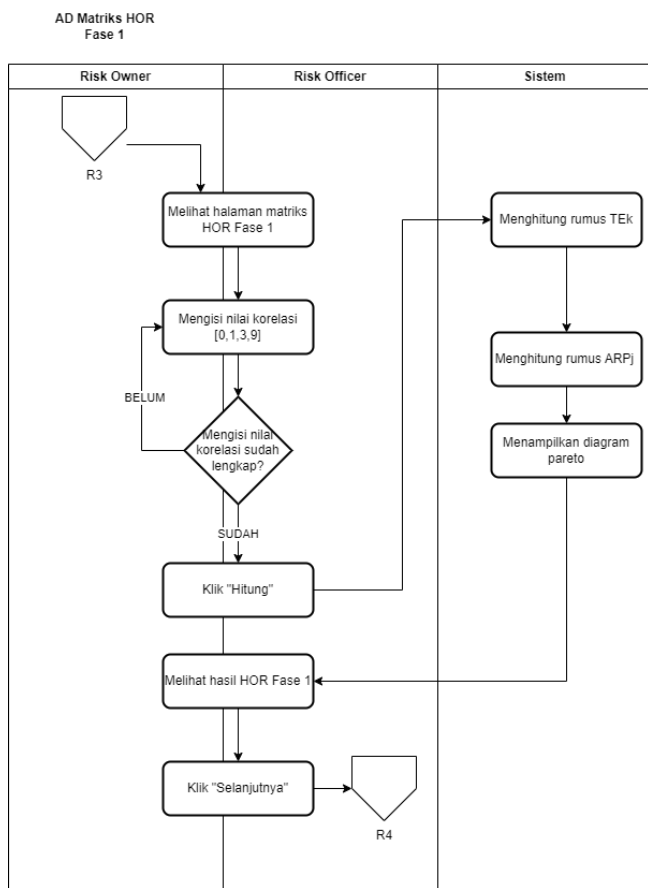 AD Matriks HOR
Fase 1
Risk Owner
Risk Officer
Sistem
R3
Melihat halaman matriks
HOR Fase 1
Menghitung rumus TEk
Mengisi nilai korelasi
[0,1,3,9]
Menghitung rumus ARPj
BELUM
Mengisi nilai
korelasi sudah
lengkap?
Menampilkan diagram
pareto
SUDAH
Klik "Hitung"
Melihat hasil HOR Fase 1
Klik "Selanjutnya"
R4